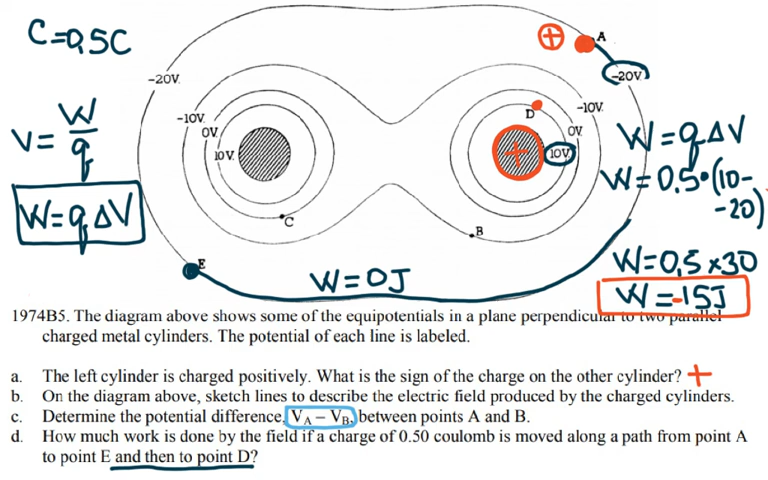 C=0,5C
A
-20V
-20V
-10V
-10V
D
V = W/q
0V
0V
W=qΔV
10V
10V
W=0.5•(10-
-20)
W=qΔV
C
B
E
W=0J
W=0,5×30
W=-15J
1974B5. The diagram above shows some of the equipotentials in a plane perpendicular to two parallel
charged metal cylinders. The potential of each line is labeled.
a. The left cylinder is charged positively. What is the sign of the charge on the other cylinder? +
b. On the diagram above, sketch lines to describe the electric field produced by the charged cylinders.
c. Determine the potential difference, VA – VB, between points A and B.
d. How much work is done by the field if a charge of 0.50 coulomb is moved along a path from point A
to point E and then to point D?